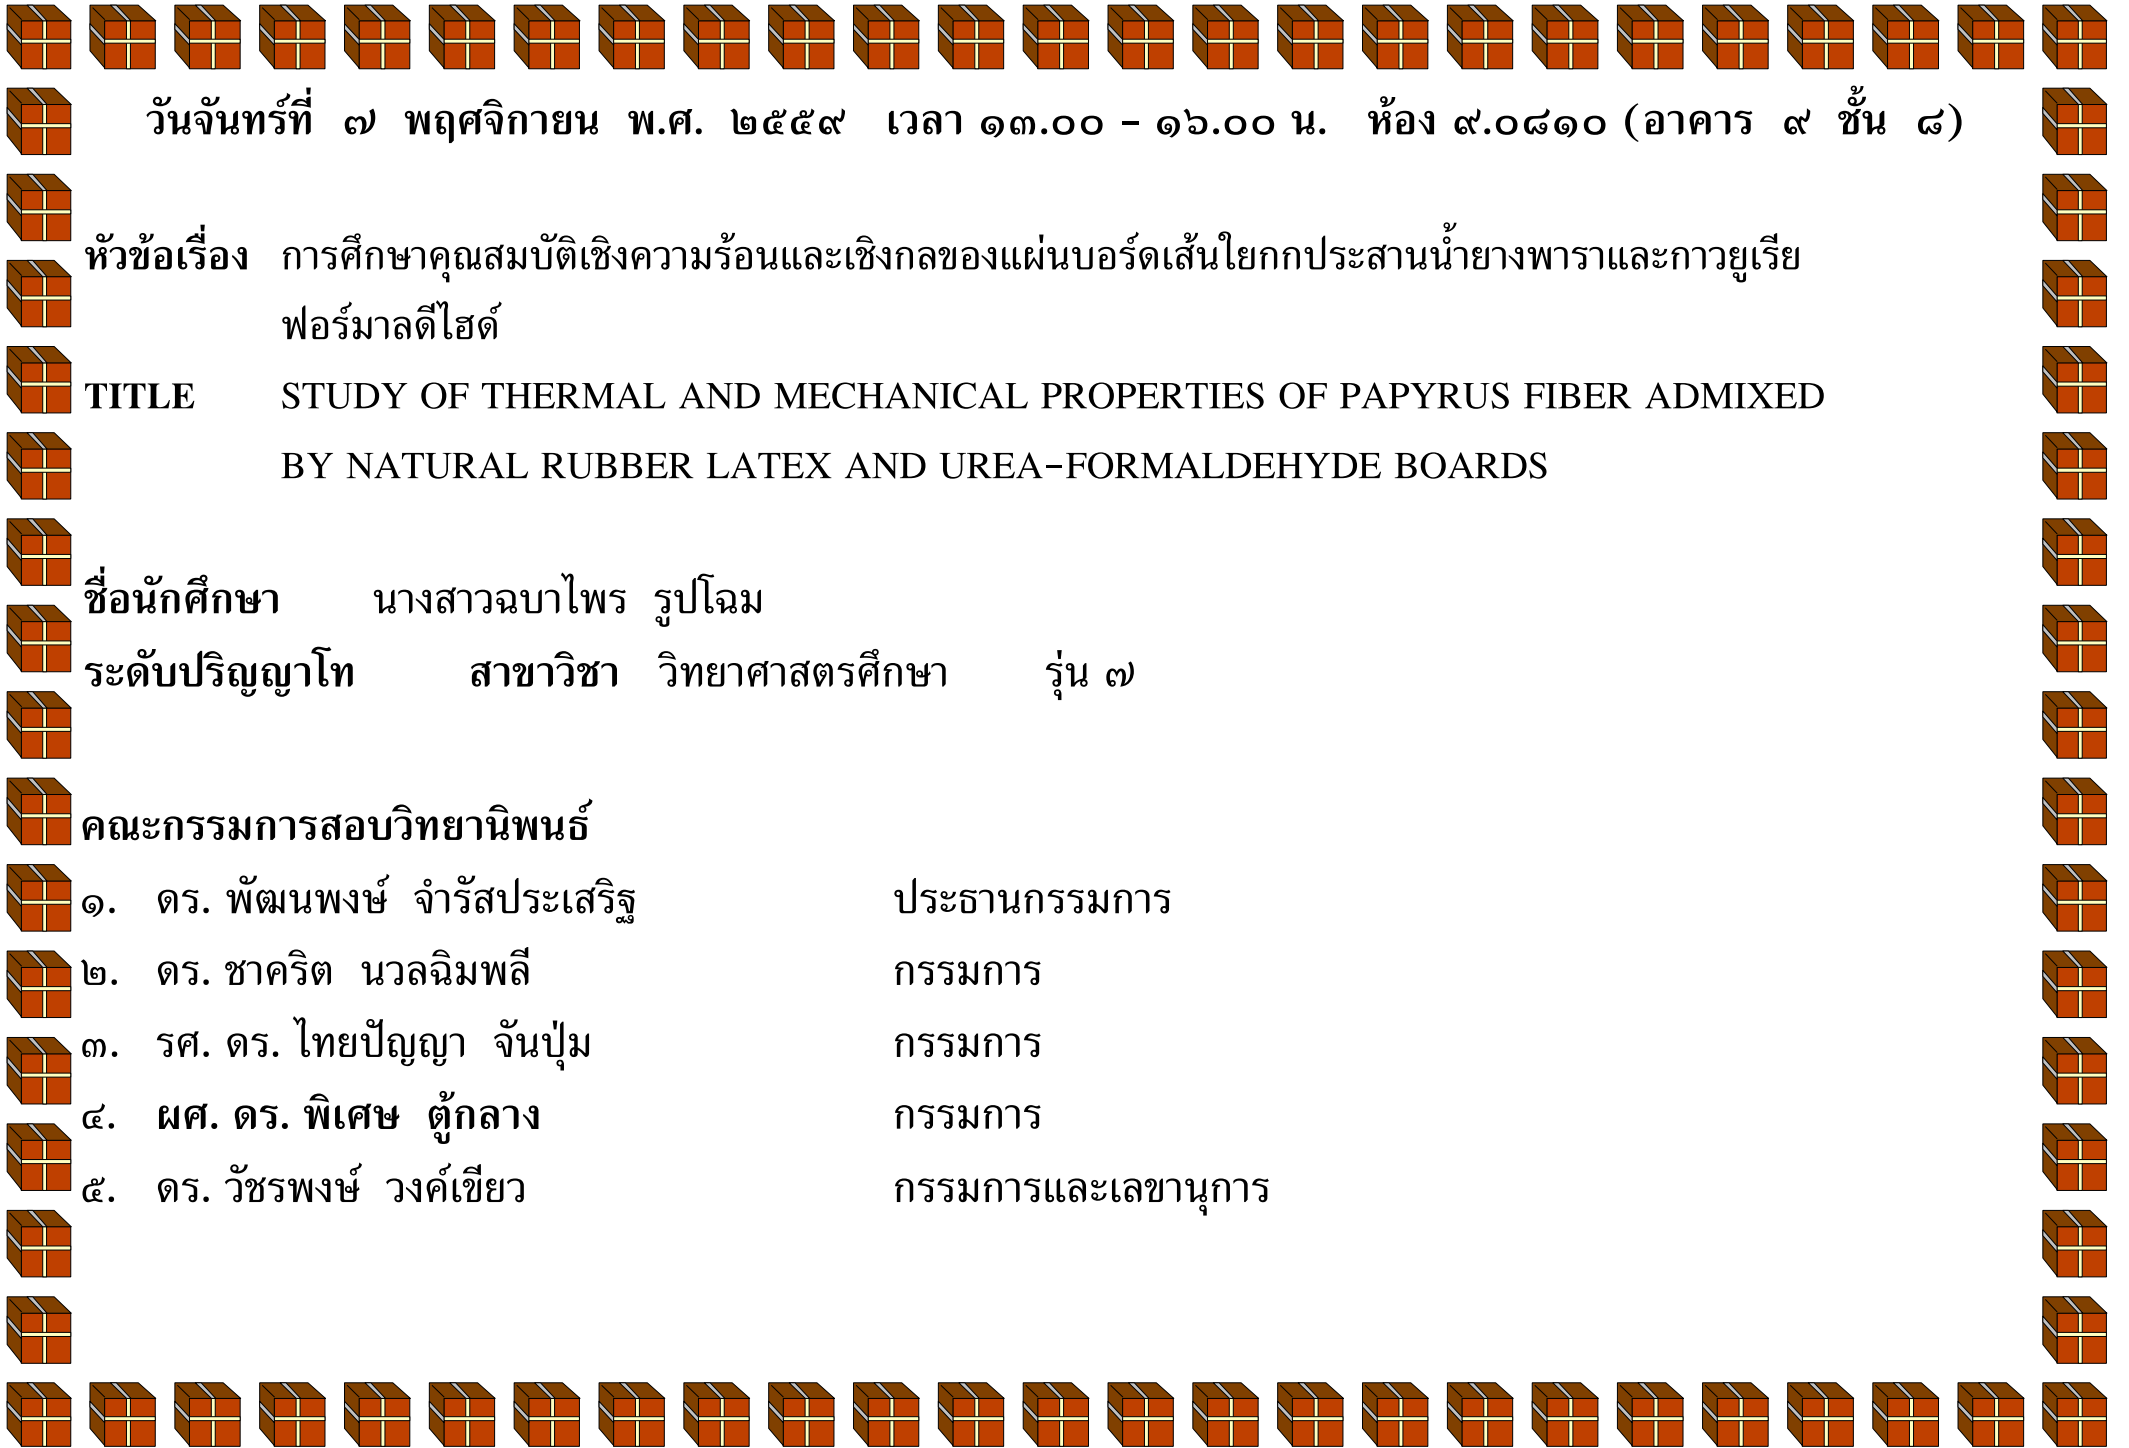 วันจันทร์ที่ ๗ พฤศจิกายน พ.ศ. ๒๕๕๙ เวลา ๑๓.๐๐ - ๑๖.๐๐ น. ห้อง ๙.๐๘๑๐ (อาคาร ๙ ชั้น ๘)
หัวข้อเรื่อง การศึกษาคุณสมบัติเชิงความร้อนและเชิงกลของแผ่นบอร์ดเส้นใยกกประสานน้ำยางพาราและกาวยูเรีย
ฟอร์มาลดีไฮด์
TITLE STUDY OF THERMAL AND MECHANICAL PROPERTIES OF PAPYRUS FIBER ADMIXED
BY NATURAL RUBBER LATEX AND UREA-FORMALDEHYDE BOARDS
ชื่อนักศึกษา นางสาวฉบาไพร รูปโฉม
ระดับปริญญาโท สาขาวิชา วิทยาศาสตรศึกษา รุ่น ๗
คณะกรรมการสอบวิทยานิพนธ์
๑. ดร. พัฒนพงษ์ จำรัสประเสริฐ ประธานกรรมการ
๒. ดร. ชาคริต นวลฉิมพลี กรรมการ
๓. รศ. ดร. ไทยปัญญา จันปุ่ม กรรมการ
๔. ผศ. ดร. พิเศษ ตู้กลาง กรรมการ
๕. ดร. วัชรพงษ์ วงค์เขียว กรรมการและเลขานุการ